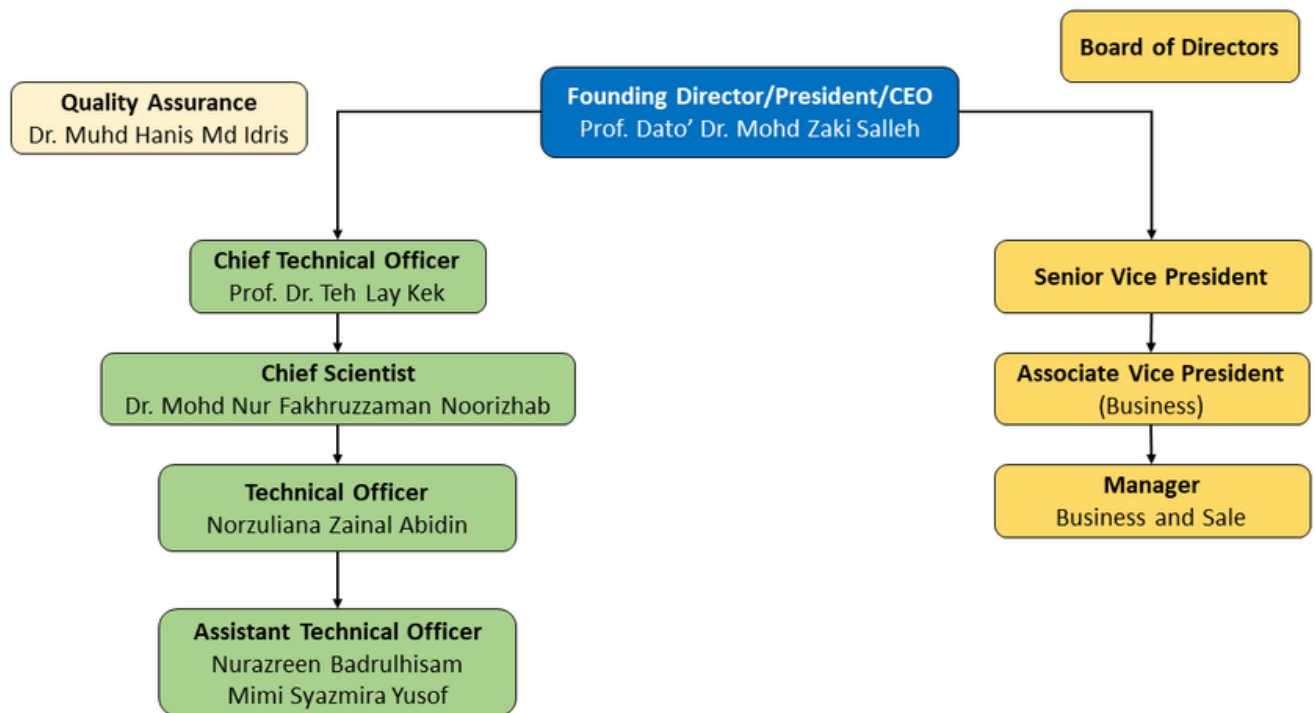 Board of Directors
Quality Assurance
Dr. Muhd Hanis Md Idris
Founding Director/President/CEO
Prof. Dato’ Dr. Mohd Zaki Salleh
Chief Technical Officer
Prof. Dr. Teh Lay Kek
Senior Vice President
Chief Scientist
Dr. Mohd Nur Fakhruzzaman Noorizhab
Associate Vice President
(Business)
Technical Officer
Norzuliana Zainal Abidin
Manager
Business and Sale
Assistant Technical Officer
Nurazreen Badrulhisam
Mimi Syazmira Yusof